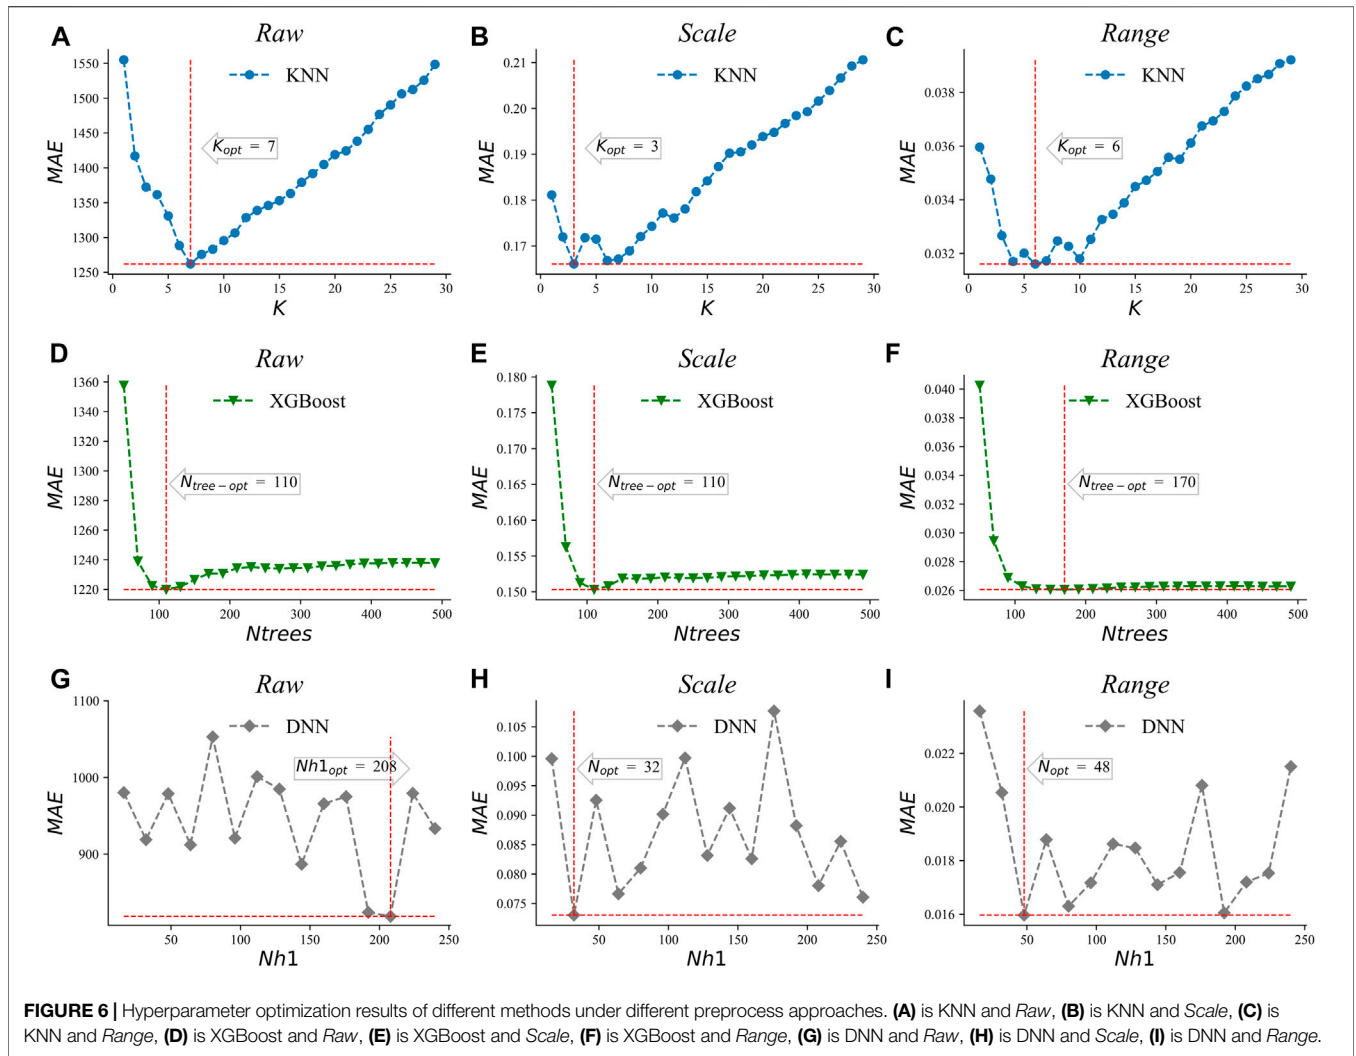 A
Raw
KNN
K_opt = 7
MAE
1550
1500
1450
1400
1350
1300
1250
0 5 10 15 20 25 30
K
B
Scale
KNN
K_opt = 3
MAE
0.21
0.20
0.19
0.18
0.17
0 5 10 15 20 25 30
K
C
Range
KNN
K_opt = 6
MAE
0.038
0.036
0.034
0.032
0 5 10 15 20 25 30
K
D
Raw
XGBoost
N_tree-opt = 110
MAE
1360
1340
1320
1300
1280
1260
1240
1220
100 200 300 400 500
Ntrees
E
Scale
XGBoost
N_tree-opt = 110
MAE
0.180
0.175
0.170
0.165
0.160
0.155
0.150
100 200 300 400 500
Ntrees
F
Range
XGBoost
N_tree-opt = 170
MAE
0.040
0.038
0.036
0.034
0.032
0.030
0.028
0.026
100 200 300 400 500
Ntrees
G
Raw
DNN
Nh1_opt = 208
MAE
1100
1000
900
50 100 150 200 250
Nh1
H
Scale
DNN
N_opt = 32
MAE
0.105
0.100
0.095
0.090
0.085
0.080
0.075
50 100 150 200 250
Nh1
I
Range
DNN
N_opt = 48
MAE
0.022
0.020
0.018
0.016
50 100 150 200 250
Nh1
FIGURE 6 | Hyperparameter optimization results of different methods under different preprocess approaches. (A) is KNN and Raw, (B) is KNN and Scale, (C) is
KNN and Range, (D) is XGBoost and Raw, (E) is XGBoost and Scale, (F) is XGBoost and Range, (G) is DNN and Raw, (H) is DNN and Scale, (I) is DNN and Range.